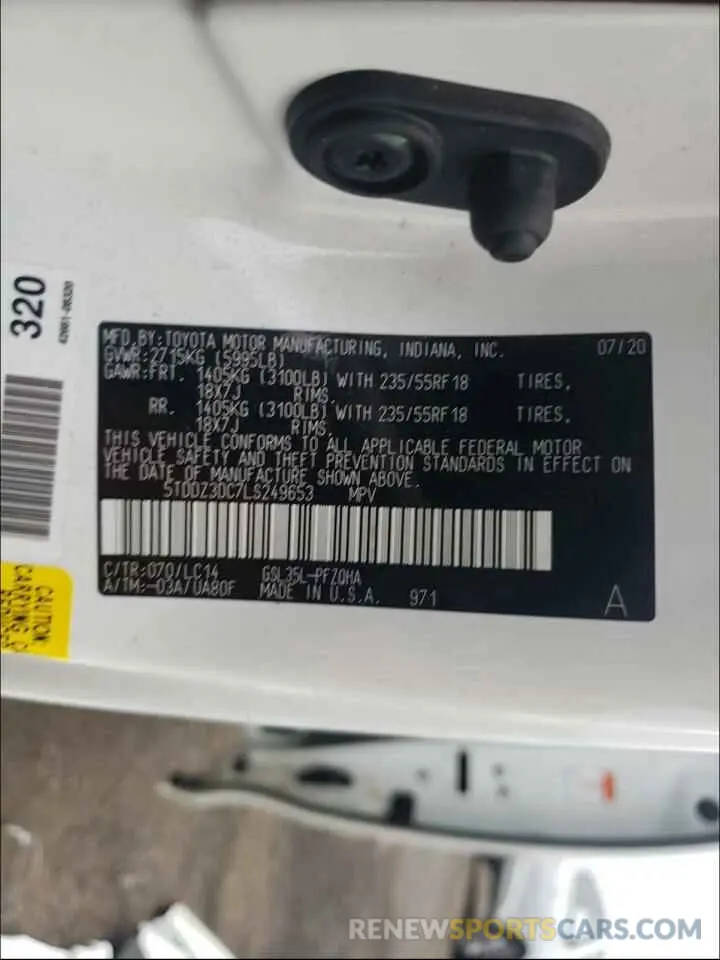 320
42661-08320
MFD.BY:TOYOTA MOTOR MANUFACTURING, INDIANA, INC. 07/20
GVWR:2715KG (5995LB)
GAWR:FRT. 1405KG (3100LB) WITH 235/55RF18 TIRES,
18X7J RIMS.
RR. 1405KG (3100LB) WITH 235/55RF18 TIRES,
18X7J RIMS.
THIS VEHICLE CONFORMS TO ALL APPLICABLE FEDERAL MOTOR
VEHICLE SAFETY AND THEFT PREVENTION STANDARDS IN EFFECT ON
THE DATE OF MANUFACTURE SHOWN ABOVE.
5TDDZ3DC7LS249653 MPV
C/TR:070/LC14 GSL35L-PFZQHA
A/TM:-03A/UA80F MADE IN U.S.A. 971
A
CAUTION:
CARRYING
RENEWSPORTSCARS.COM